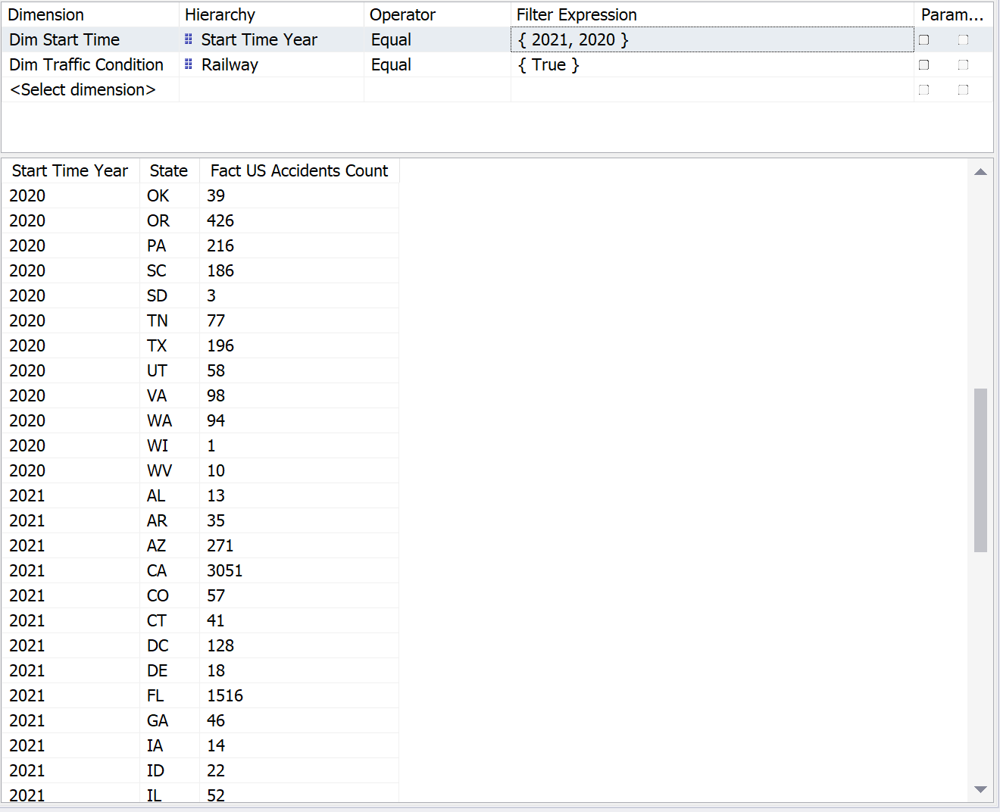 Dimension Hierarchy Operator Filter Expression Param...
Dim Start Time Start Time Year Equal { 2021, 2020 }
Dim Traffic Condition Railway Equal { True }
<Select dimension>
Start Time Year State Fact US Accidents Count
2020 OK 39
2020 OR 426
2020 PA 216
2020 SC 186
2020 SD 3
2020 TN 77
2020 TX 196
2020 UT 58
2020 VA 98
2020 WA 94
2020 WI 1
2020 WV 10
2021 AL 13
2021 AR 35
2021 AZ 271
2021 CA 3051
2021 CO 57
2021 CT 41
2021 DC 128
2021 DE 18
2021 FL 1516
2021 GA 46
2021 IA 14
2021 ID 22
2021 IL 52